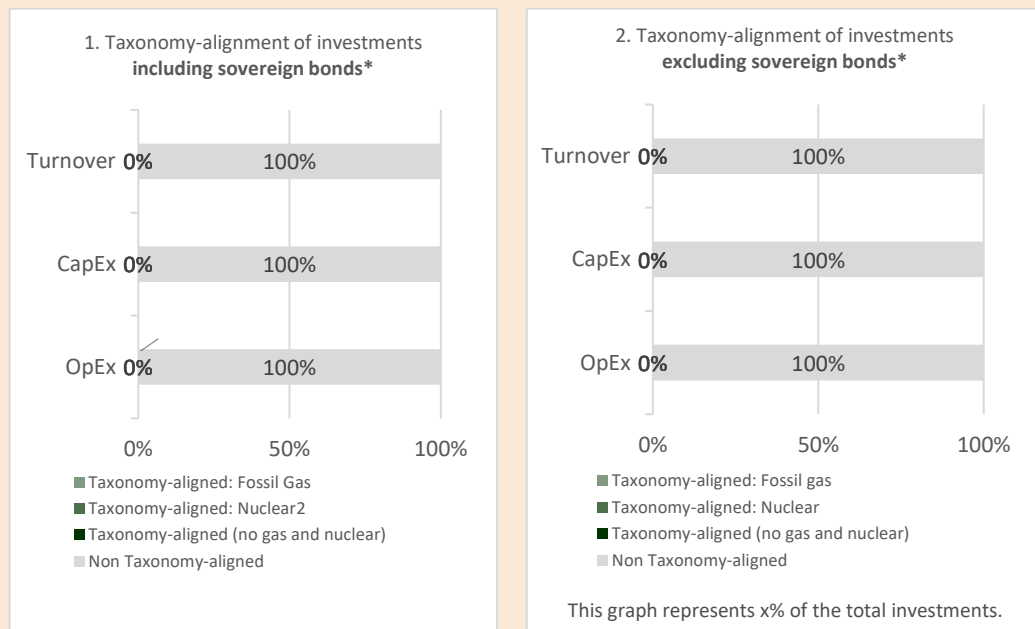 1. Taxonomy-alignment of investments
including sovereign bonds*
Turnover 0% 100%
CapEx 0% 100%
OpEx 0% 100%
0% 50% 100%
Taxonomy-aligned: Fossil Gas
Taxonomy-aligned: Nuclear2
Taxonomy-aligned (no gas and nuclear)
Non Taxonomy-aligned
2. Taxonomy-alignment of investments
excluding sovereign bonds*
Turnover 0% 100%
CapEx 0% 100%
OpEx 0% 100%
0% 50% 100%
Taxonomy-aligned: Fossil gas
Taxonomy-aligned: Nuclear
Taxonomy-aligned (no gas and nuclear)
Non Taxonomy-aligned
This graph represents x% of the total investments.